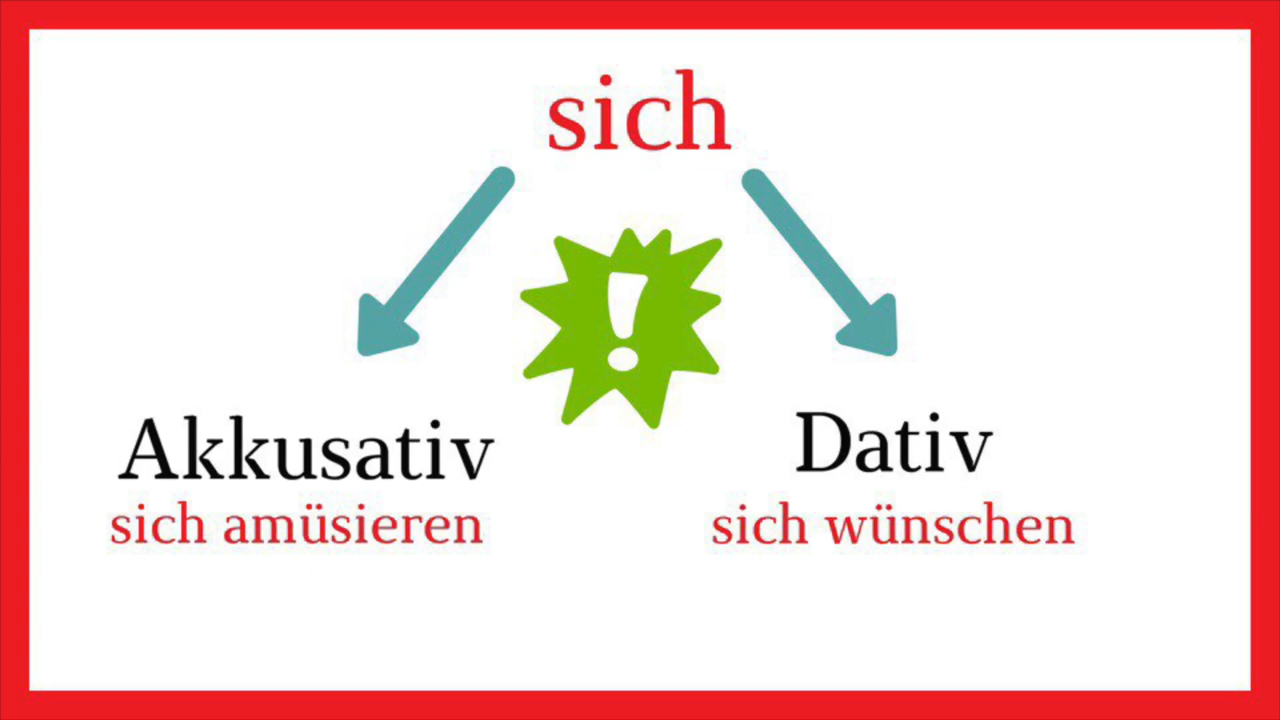 sich
!
Akkusativ
Dativ
sich amüsieren
sich wünschen